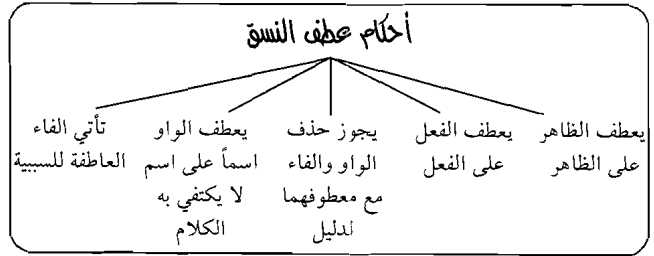 أحكام عطف النسق
يعطف الظاهر
على الظاهر
يعطف الفعل
على الفعل
يجوز حذف
الواو والفاء
مع معطوفهما
لدليل
يعطف الواو
اسماً على اسم
لا يكتفي به
الكلام
تأتي الفاء
العاطفة للسببية